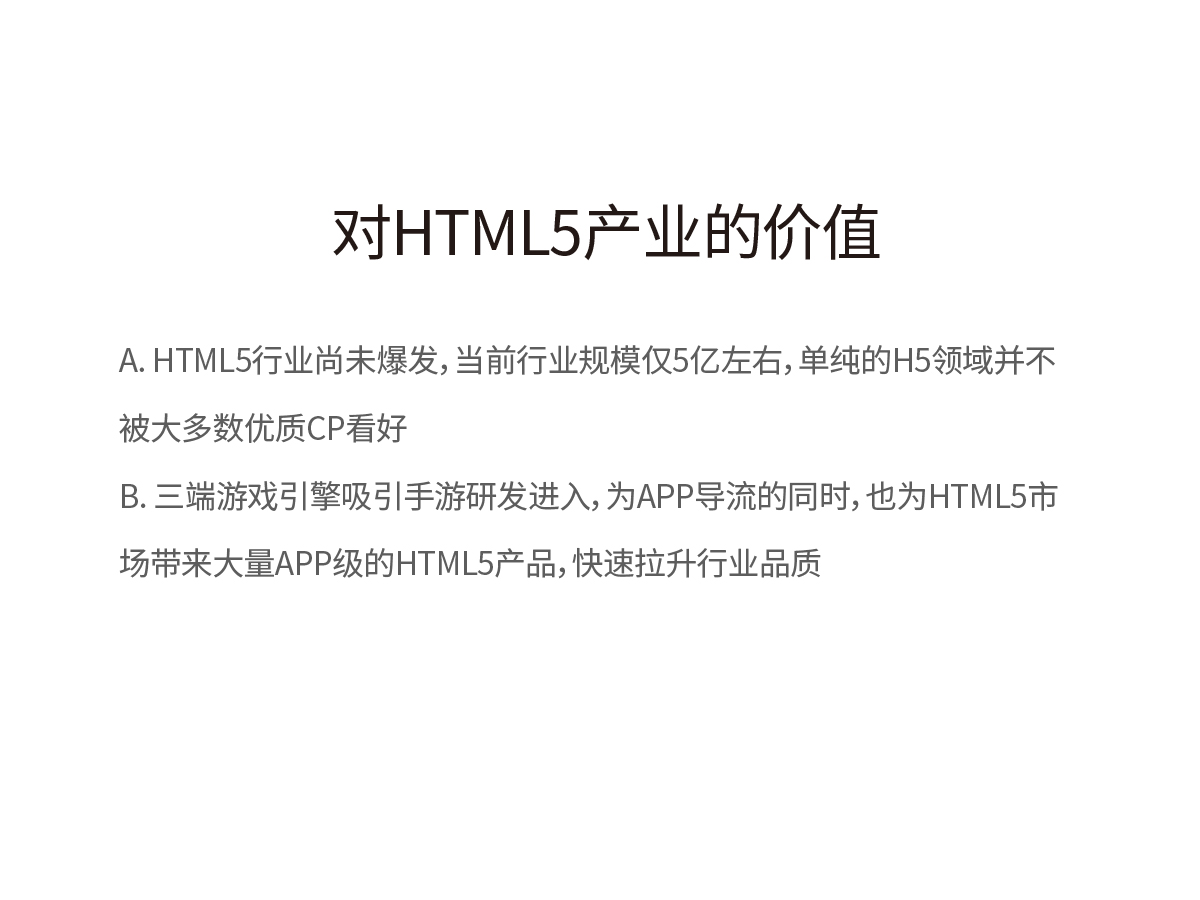 对HTML5产业的价值
A. HTML5行业尚未爆发，当前行业规模仅5亿左右，单纯的H5领域并不
被大多数优质CP看好
B. 三端游戏引擎吸引手游研发进入，为APP导流的同时，也为HTML5市
场带来大量APP级的HTML5产品，快速拉升行业品质